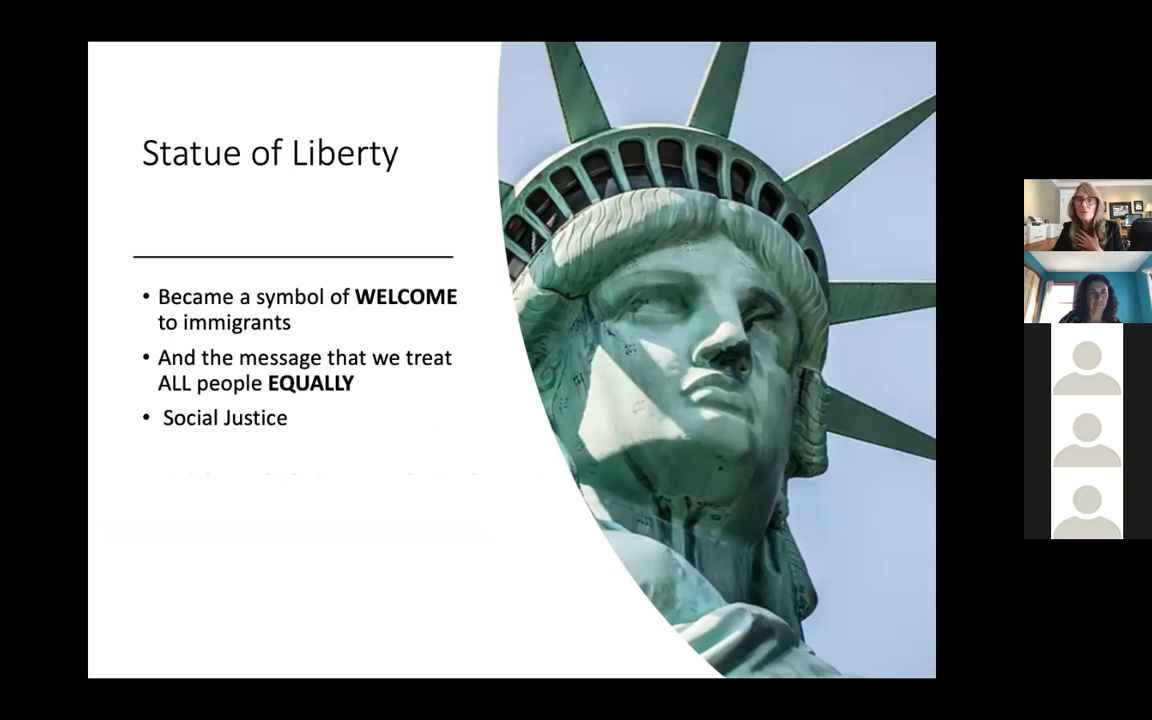 Statue of Liberty
• Became a symbol of WELCOME
to immigrants
• And the message that we treat
ALL people EQUALLY
• Social Justice